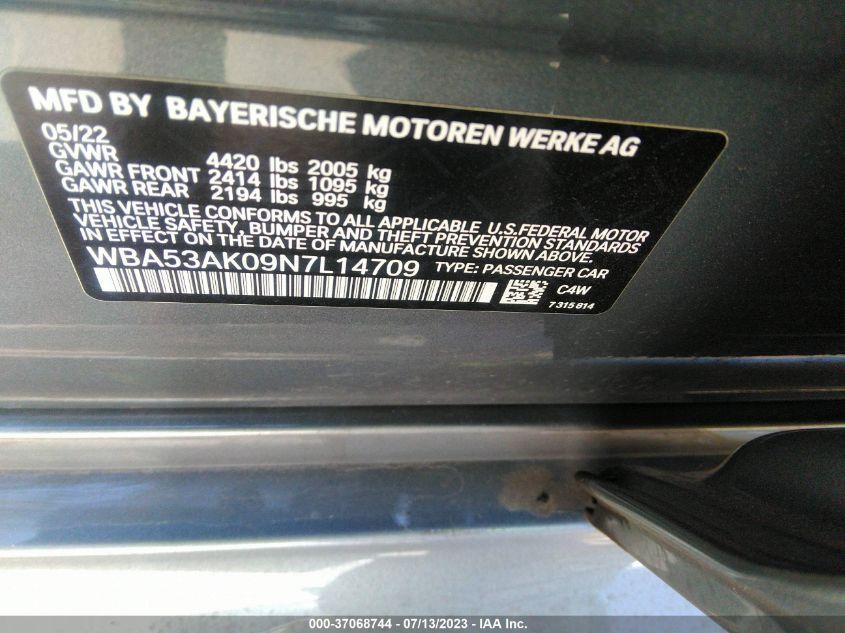 MFD BY BAYERISCHE MOTOREN WERKE AG
05/22
GVWR 4420 lbs 2005 kg
GAWR FRONT 2414 lbs 1095 kg
GAWR REAR 2194 lbs 995 kg
THIS VEHICLE CONFORMS TO ALL APPLICABLE U.S.FEDERAL MOTOR
VEHICLE SAFETY, BUMPER AND THEFT PREVENTION STANDARDS
IN EFFECT ON THE DATE OF MANUFACTURE SHOWN ABOVE.
WBA53AK09N7L14709 TYPE: PASSENGER CAR
C4W
7315814
000-37068744 - 07/13/2023 - IAA Inc.